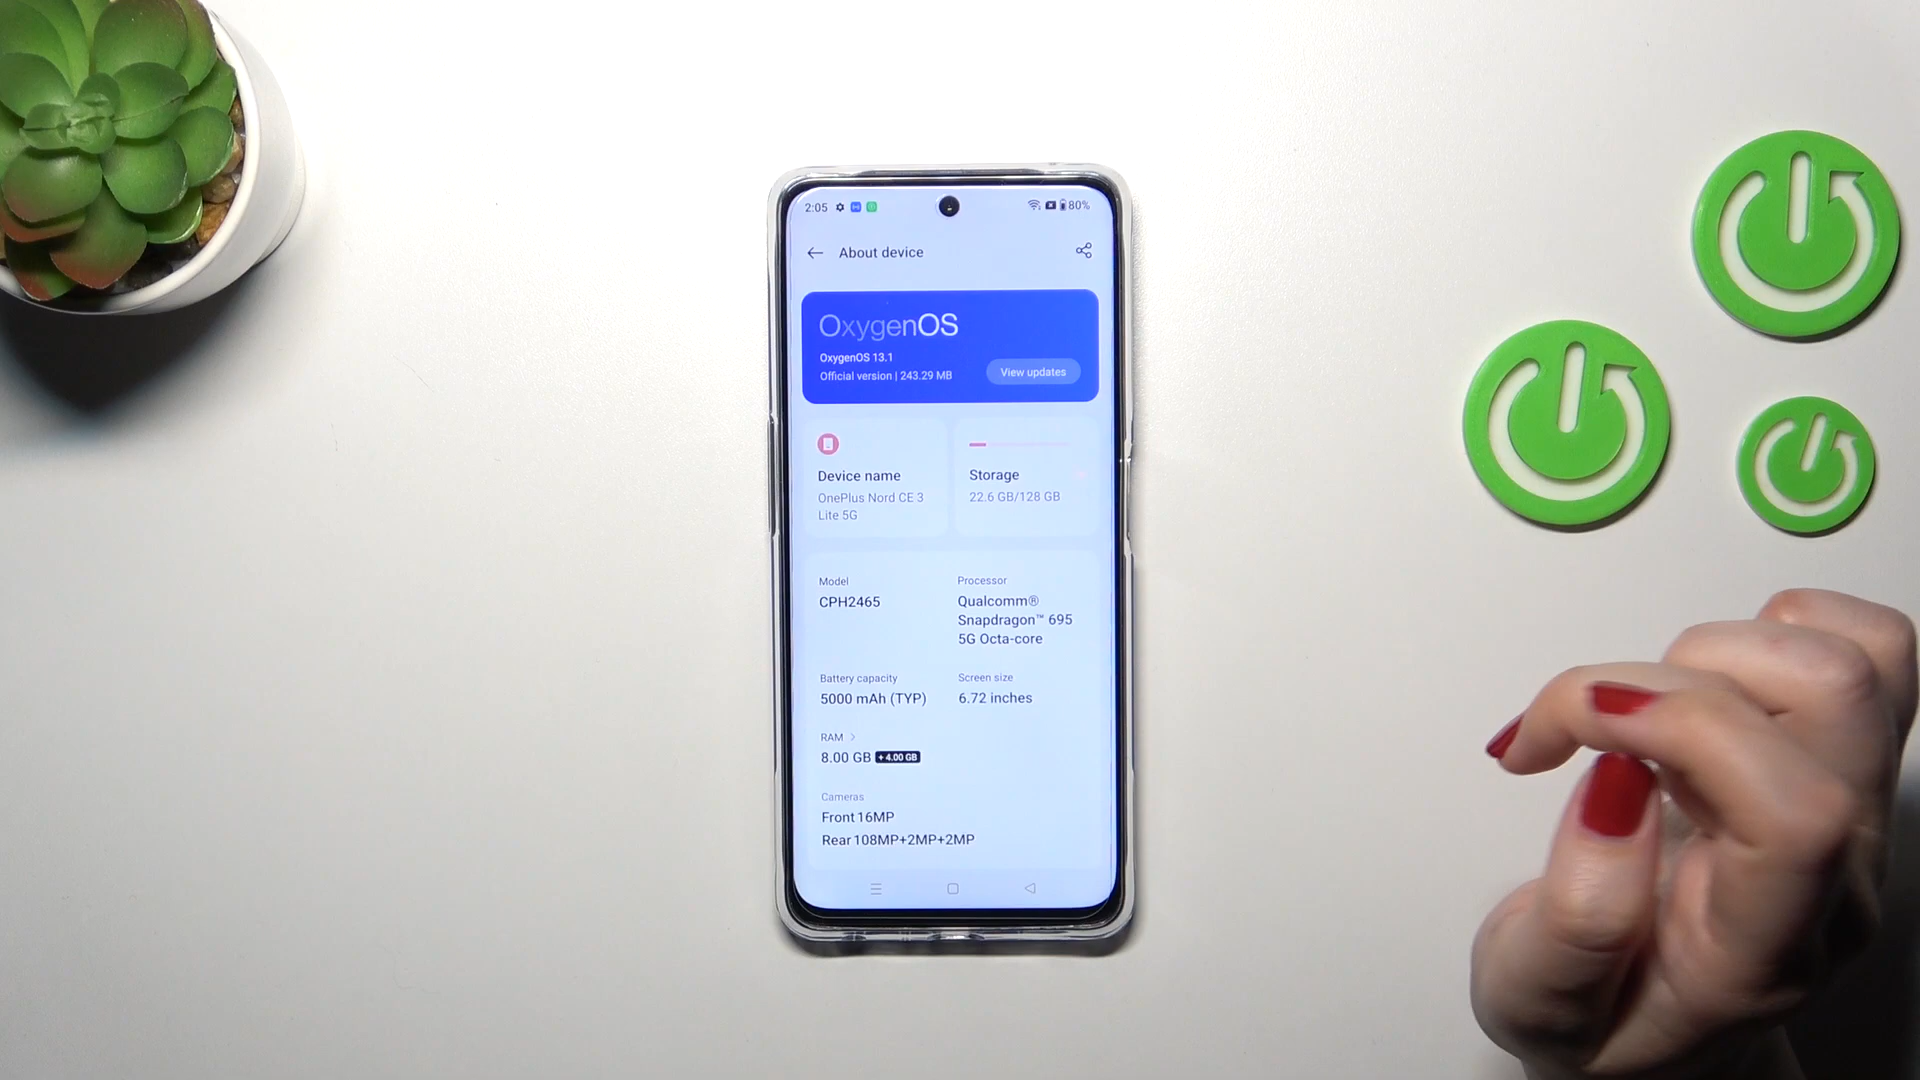 2:05 80%
About device
OxygenOS
OxygenOS 13.1
Official version | 243.29 MB
View updates
Device name
OnePlus Nord CE 3
Lite 5G
Storage
22.6 GB/128 GB
Model
CPH2465
Processor
Qualcomm®
Snapdragon™ 695
5G Octa-core
Battery capacity
5000 mAh (TYP)
Screen size
6.72 inches
RAM >
8.00 GB + 4.00 GB
Cameras
Front 16MP
Rear 108MP+2MP+2MP